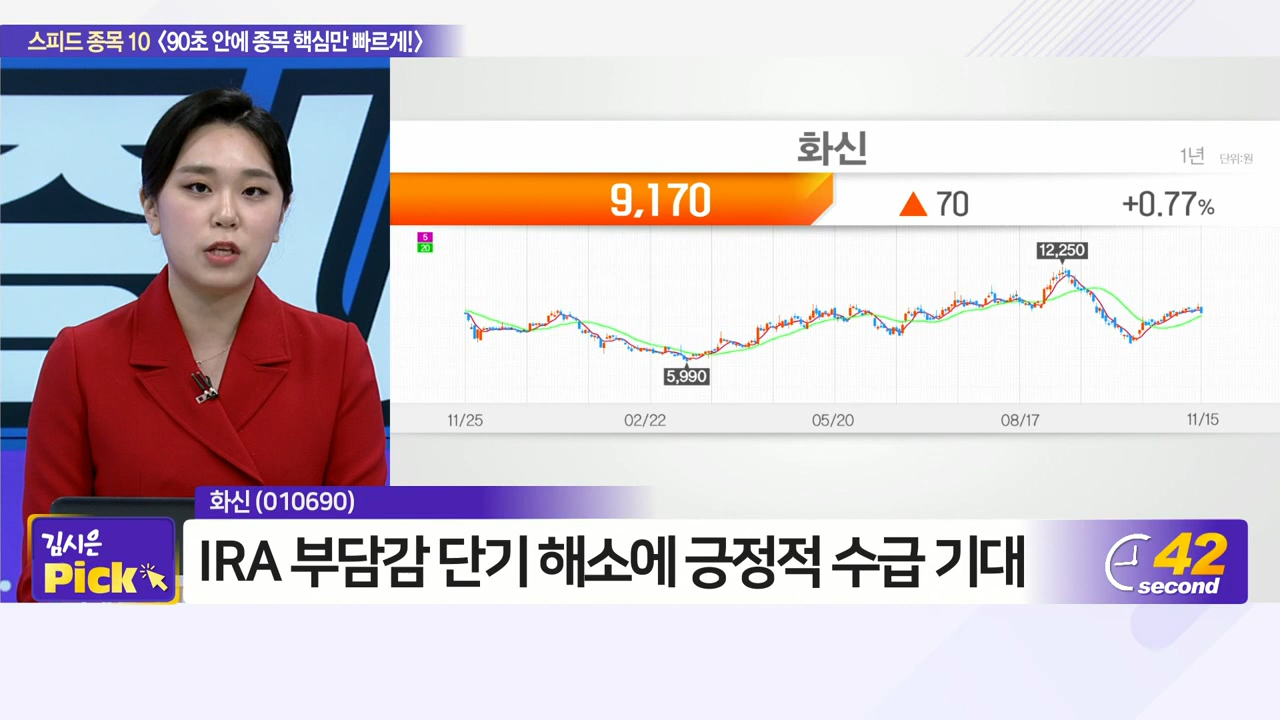 스피드 종목 10 〈90초 안에 종목 핵심만 빠르게!〉
화신
1년 단위:원
9,170 ▲ 70 +0.77%
5
20
12,250
5,990
11/25 02/22 05/20 08/17 11/15
화신 (010690)
김시은
Pick
IRA 부담감 단기 해소에 긍정적 수급 기대
42
second